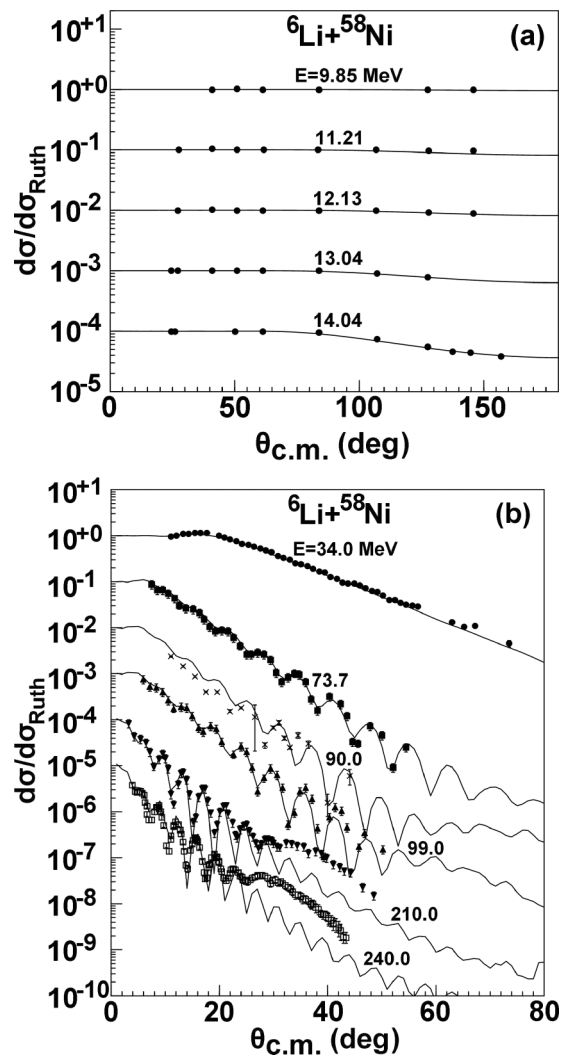 ⁶Li+⁵⁸Ni
(a)
10⁺²
10⁺¹
10⁺⁰
10⁻¹
10⁻²
10⁻³
10⁻⁴
10⁻⁵
dσ/dσRuth
E=9.85 MeV
11.21
12.13
13.04
14.04
0 50 100 150
θc.m. (deg)
⁶Li+⁵⁸Ni
(b)
10⁺¹
10⁺⁰
10⁻¹
10⁻²
10⁻³
10⁻⁴
10⁻⁵
10⁻⁶
10⁻⁷
10⁻⁸
10⁻⁹
10⁻¹⁰
dσ/dσRuth
E=34.0 MeV
73.7
90.0
99.0
210.0
240.0
0 20 40 60 80
θc.m. (deg)